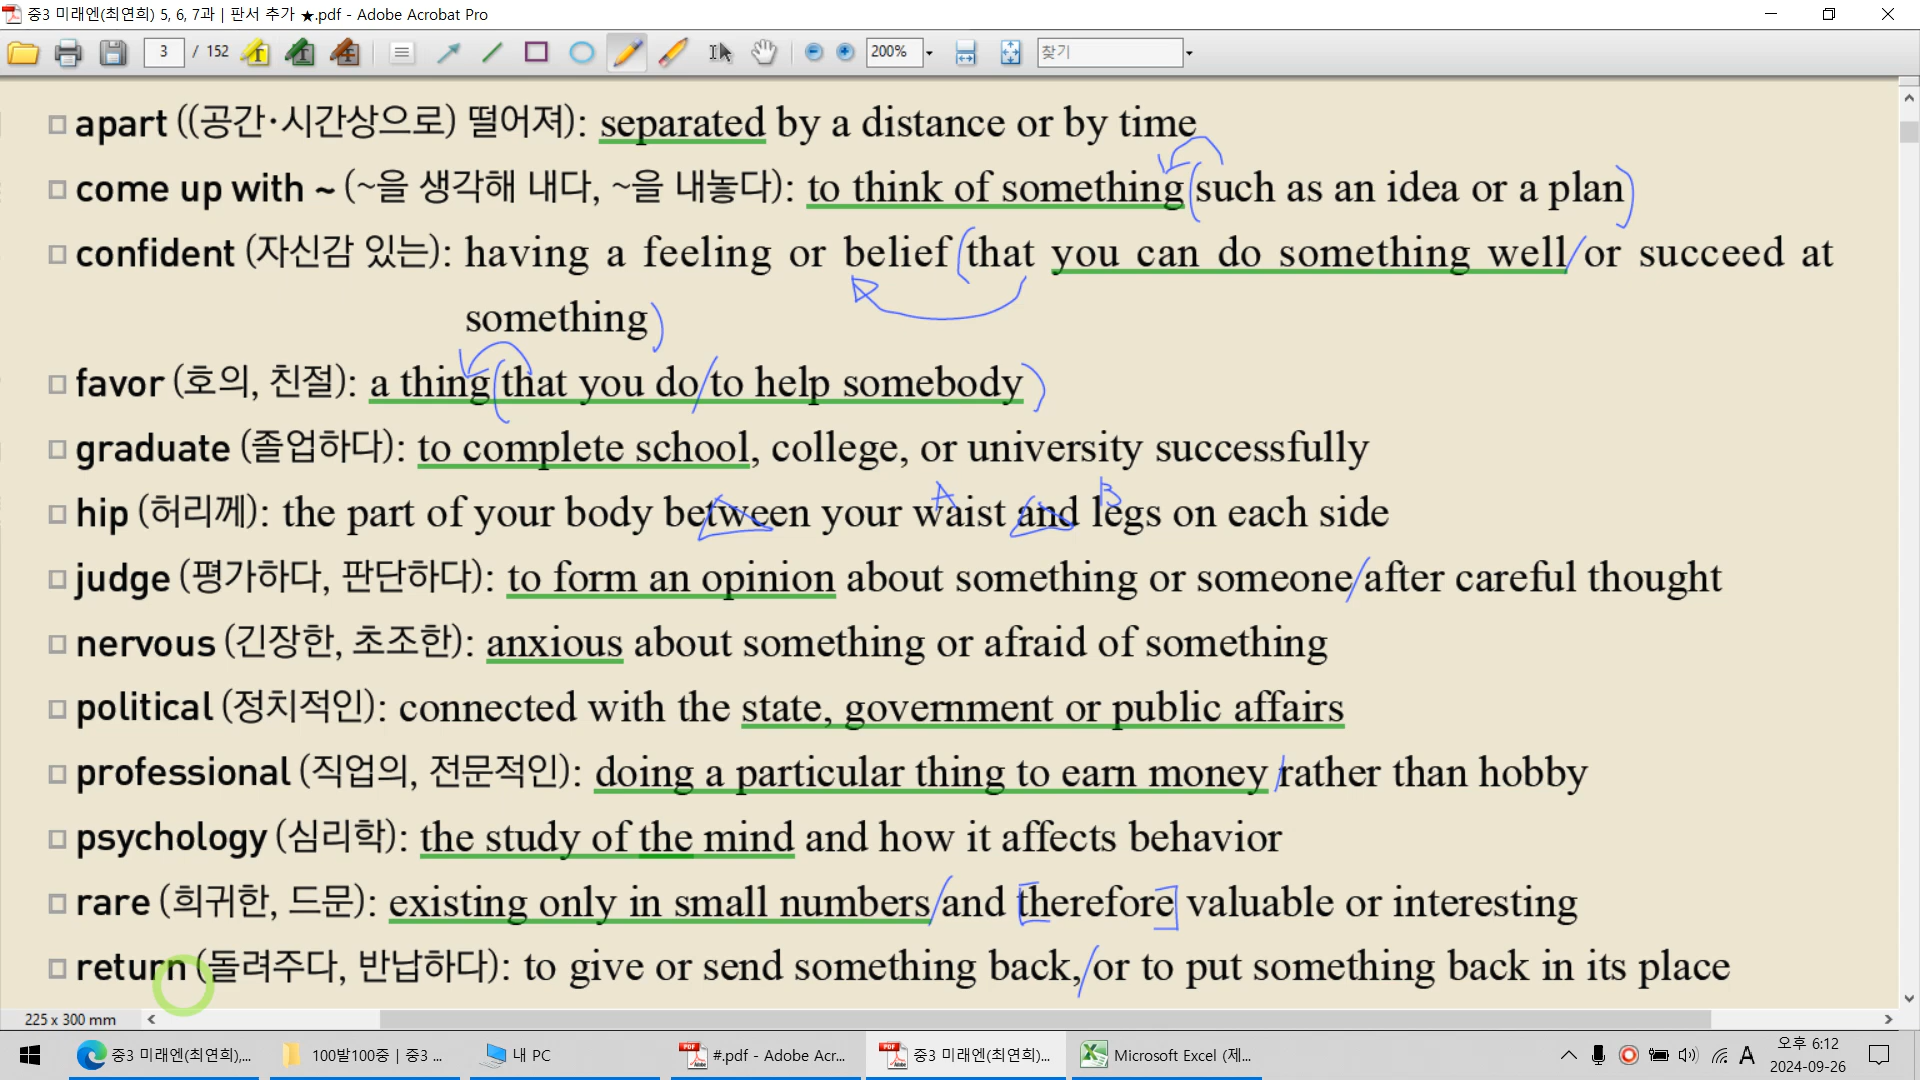 중3 미래엔(최연희) 5, 6, 7과 | 판서 추가 ★.pdf - Adobe Acrobat Pro
3 / 152 200% 찾기
apart ((공간·시간상으로) 떨어져): separated by a distance or by time
come up with ~ (~을 생각해 내다, ~을 내놓다): to think of something such as an idea or a plan
confident (자신감 있는): having a feeling or belief that you can do something well or succeed at
something
favor (호의, 친절): a thing that you do to help somebody
graduate (졸업하다): to complete school, college, or university successfully
A B
hip (허리께): the part of your body between your waist and legs on each side
judge (평가하다, 판단하다): to form an opinion about something or someone after careful thought
nervous (긴장한, 초조한): anxious about something or afraid of something
political (정치적인): connected with the state, government or public affairs
professional (직업의, 전문적인): doing a particular thing to earn money rather than hobby
psychology (심리학): the study of the mind and how it affects behavior
rare (희귀한, 드문): existing only in small numbers and [therefore] valuable or interesting
return (돌려주다, 반납하다): to give or send something back, or to put something back in its place
225 x 300 mm
중3 미래엔(최연희),... 100발100중 | 중3 ... 내 PC #.pdf - Adobe Acr... 중3 미래엔(최연희)... Microsoft Excel (제... A 오후 6:12
2024-09-26